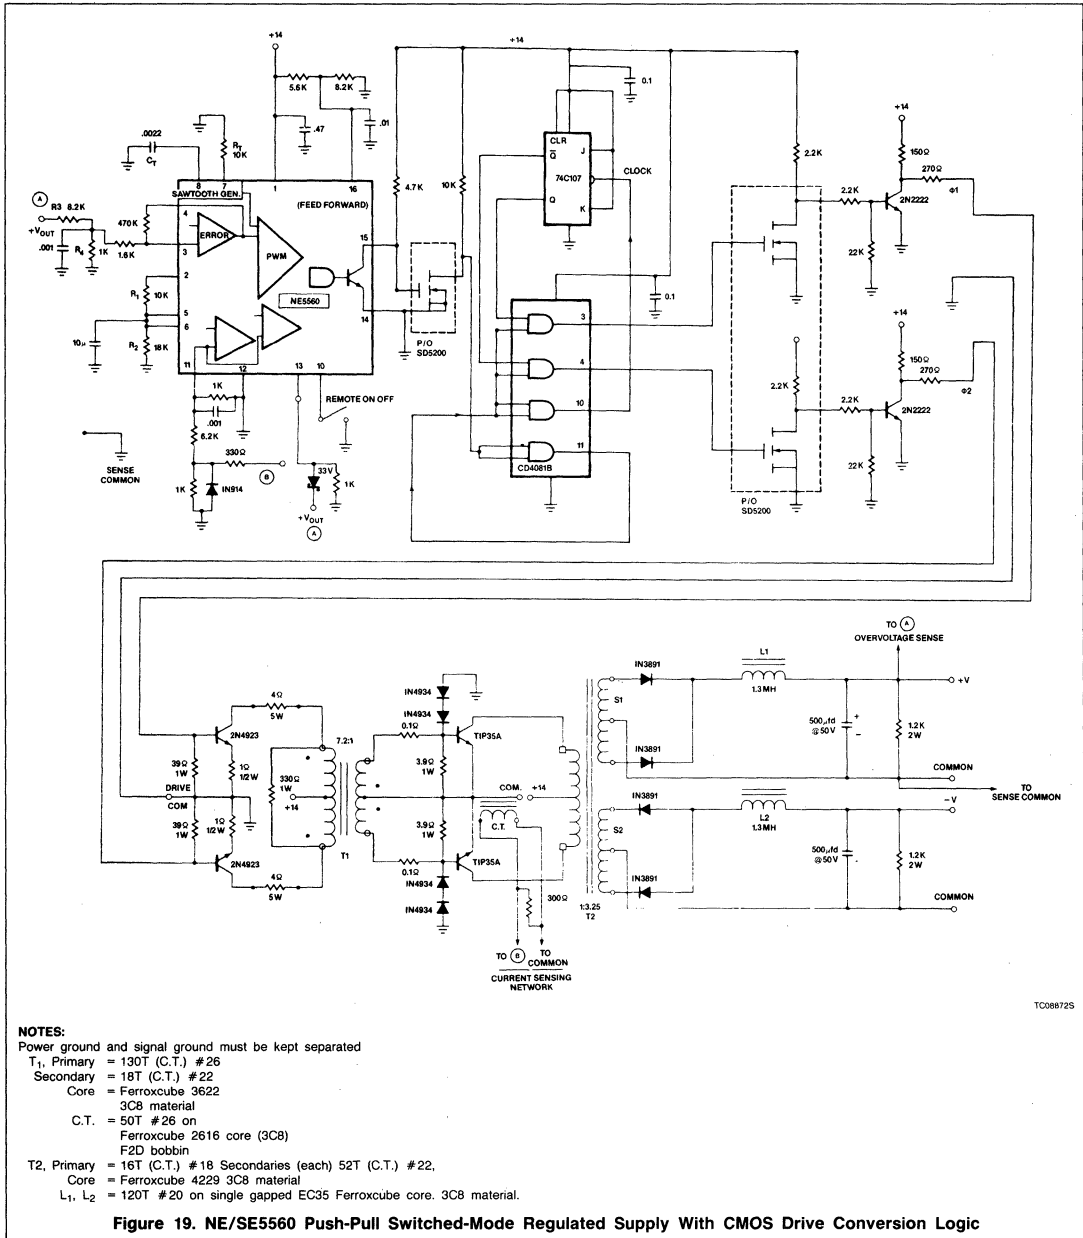 +14
+14
5.6K
8.2K
.47
.01
0.1
.0022
C_T
R_T
10K
8
7
1
16
SAWTOOTH GEN.
(FEED FORWARD)
4.7K
10K
CLR
Q̅
J
74C107
CLOCK
Q
K
2.2K
+14
150Ω
270Ω
Φ1
2.2K
2N2222
22K
A
R3 8.2K
+V_OUT
.001
R_4
1K
1.6K
470K
4
ERROR
3
PWM
15
NE5560
14
2
R_1
10K
5
6
10μ
R_2
18K
11
12
13
10
P/O
SD5200
0.1
3
4
10
11
CD4081B
+14
150Ω
270Ω
Φ2
2.2K
2.2K
2N2222
22K
P/O
SD5200
1K
.001
6.2K
REMOTE ON OFF
330Ω
B
1K
IN914
33V
1K
+V_OUT
A
SENSE
COMMON
TO A
OVERVOLTAGE SENSE
4Ω
5W
2N4923
39Ω
1W
1Ω
1/2W
DRIVE
COM
39Ω
1W
1Ω
1/2W
2N4923
4Ω
5W
330Ω
1W
+14
7.2:1
T1
IN4934
IN4934
0.1Ω
TIP35A
3.9Ω
1W
COM.
+14
C.T.
3.9Ω
1W
0.1Ω
TIP35A
IN4934
IN4934
300Ω
TO B
TO
COMMON
CURRENT SENSING
NETWORK
1:3.25
T2
S1
IN3891
IN3891
L1
1.3MH
500μfd
@50V
+
-
1.2K
2W
+V
COMMON
TO
SENSE COMMON
S2
IN3891
IN3891
L2
1.3MH
500μfd
@50V
1.2K
2W
-V
COMMON
TC08872S
NOTES:
Power ground and signal ground must be kept separated
T1, Primary = 130T (C.T.) #26
Secondary = 18T (C.T.) #22
Core = Ferroxcube 3622
3C8 material
C.T. = 50T #26 on
Ferroxcube 2616 core (3C8)
F2D bobbin
T2, Primary = 16T (C.T.) #18 Secondaries (each) 52T (C.T.) #22,
Core = Ferroxcube 4229 3C8 material
L1, L2 = 120T #20 on single gapped EC35 Ferroxcube core. 3C8 material.
Figure 19. NE/SE5560 Push-Pull Switched-Mode Regulated Supply With CMOS Drive Conversion Logic